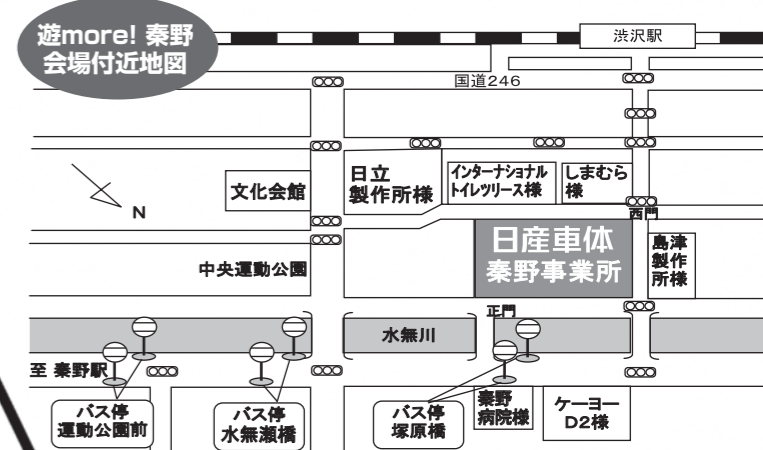 遊more! 秦野
会場付近地図
渋沢駅
国道246
N
文化会館
日立
製作所様
インターナショナル
トイレツリース様
しまむら
様
西門
日産車体
秦野事業所
島津
製作
所様
中央運動公園
正門
水無川
至 秦野駅
バス停
運動公園前
バス停
水無瀬橋
バス停
塚原橋
秦野
病院様
ケーヨー
D2様